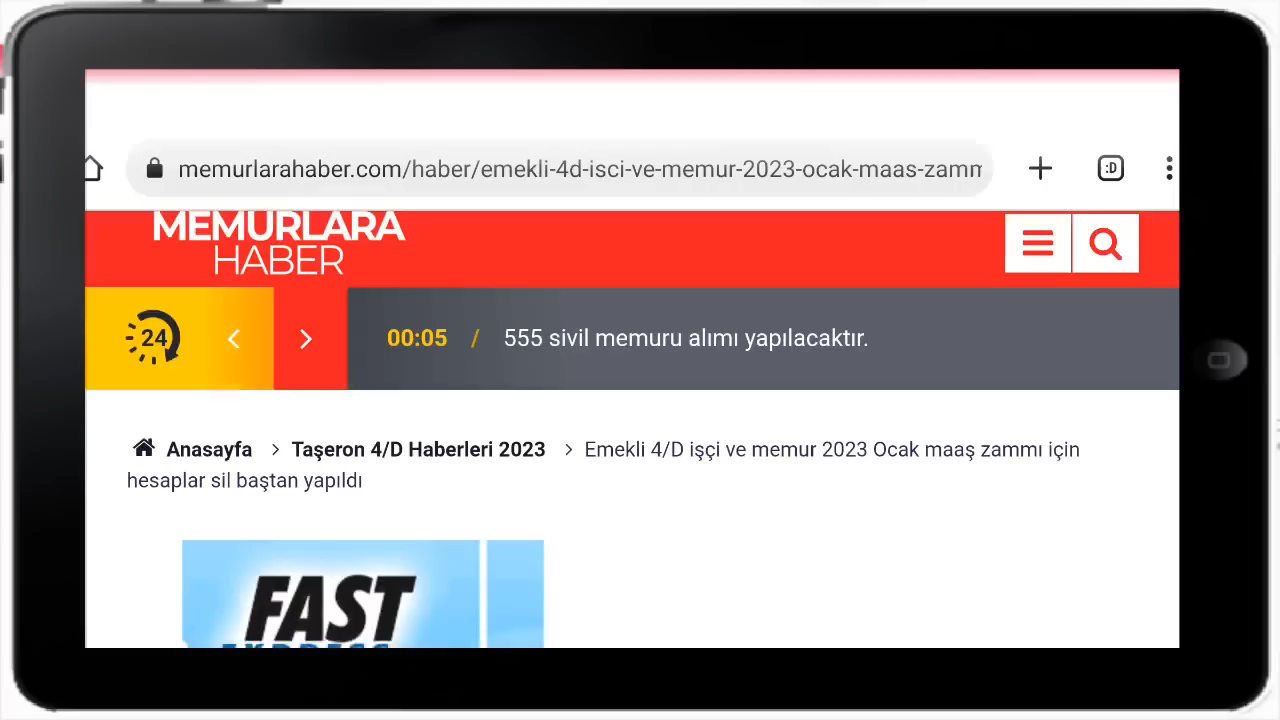 memurlarahaber.com/haber/emekli-4d-isci-ve-memur-2023-ocak-maas-zamm
:D
MEMURLARA
HABER
24
00:05 / 555 sivil memuru alımı yapılacaktır.
Anasayfa > Taşeron 4/D Haberleri 2023 > Emekli 4/D işçi ve memur 2023 Ocak maaş zammı için
hesaplar sil baştan yapıldı
FAST
EXPRESS